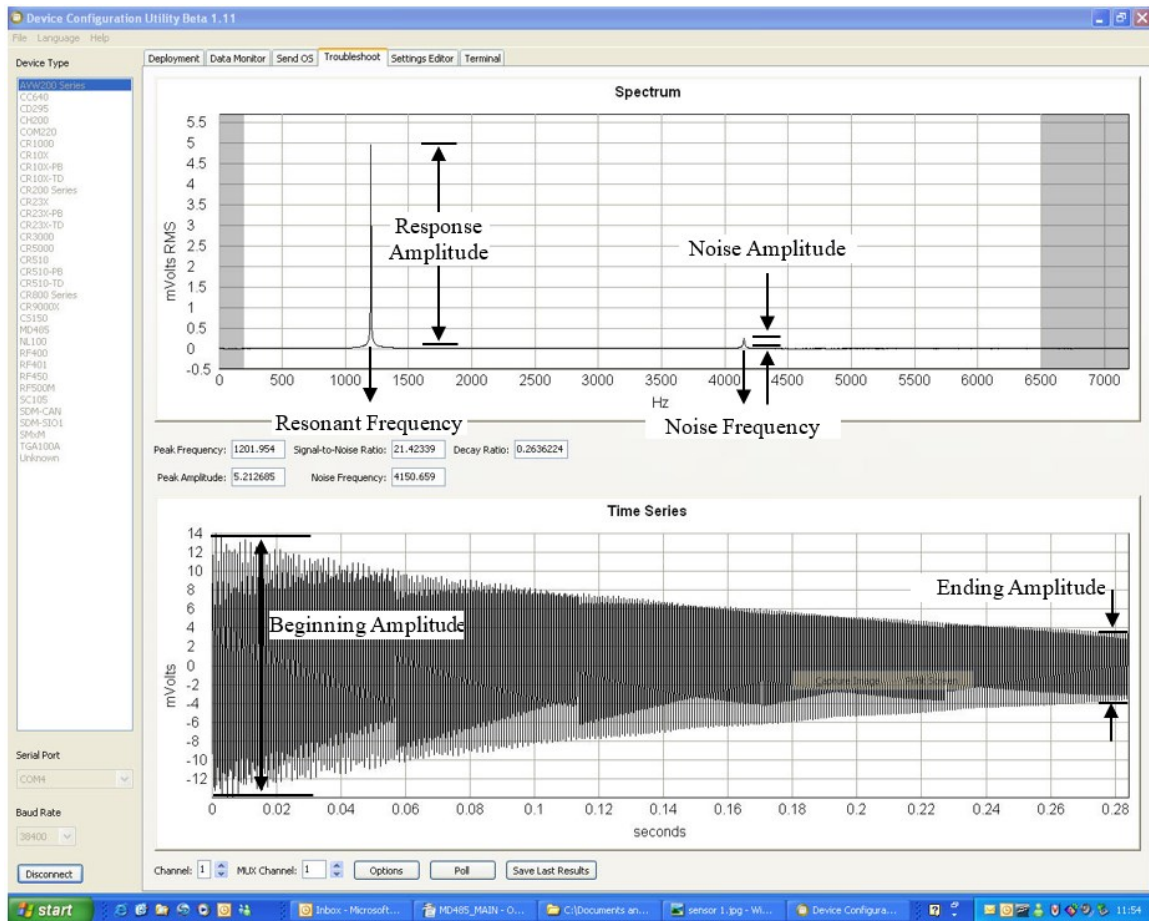 Device Configuration Utility Beta 1.11
File Language Help
Device Type
AVW200 Series
CC640
CD295
CH200
COM220
CR1000
CR10X
CR10X-PB
CR10X-TD
CR200 Series
CR23X
CR23X-PB
CR23X-TD
CR3000
CR5000
CR510
CR510-PB
CR510-TD
CR800 Series
CR9000X
CS150
MD485
NL100
RF400
RF401
RF450
RF500M
SC105
SDM-CAN
SDM-SIO1
SMxM
TGA100A
Unknown
Serial Port
COM4
Baud Rate
38400
Disconnect
Deployment Data Monitor Send OS Troubleshoot Settings Editor Terminal
Spectrum
5.5
5
4.5
4
3.5
3
2.5
2
1.5
1
0.5
0
-0.5
mVolts RMS
Response
Amplitude
Noise Amplitude
0 500 1000 1500 2000 2500 3000 3500 4000 4500 5000 5500 6000 6500 7000
Hz
Resonant Frequency
Noise Frequency
Peak Frequency: 1201.954 Signal-to-Noise Ratio: 21.42339 Decay Ratio: 0.2636224
Peak Amplitude: 5.212685 Noise Frequency: 4150.659
Time Series
14
12
10
8
6
4
2
0
-2
-4
-6
-8
-10
-12
mVolts
Beginning Amplitude
Ending Amplitude
Capture Image Print Screen
0 0.02 0.04 0.06 0.08 0.1 0.12 0.14 0.16 0.18 0.2 0.22 0.24 0.26 0.28
seconds
Channel: 1 MUX Channel: 1 Options Poll Save Last Results
start Inbox - Microsoft... MD485_MAIN - O... C:\Documents an... sensor 1.jpg - Wi... Device Configura... 11:54